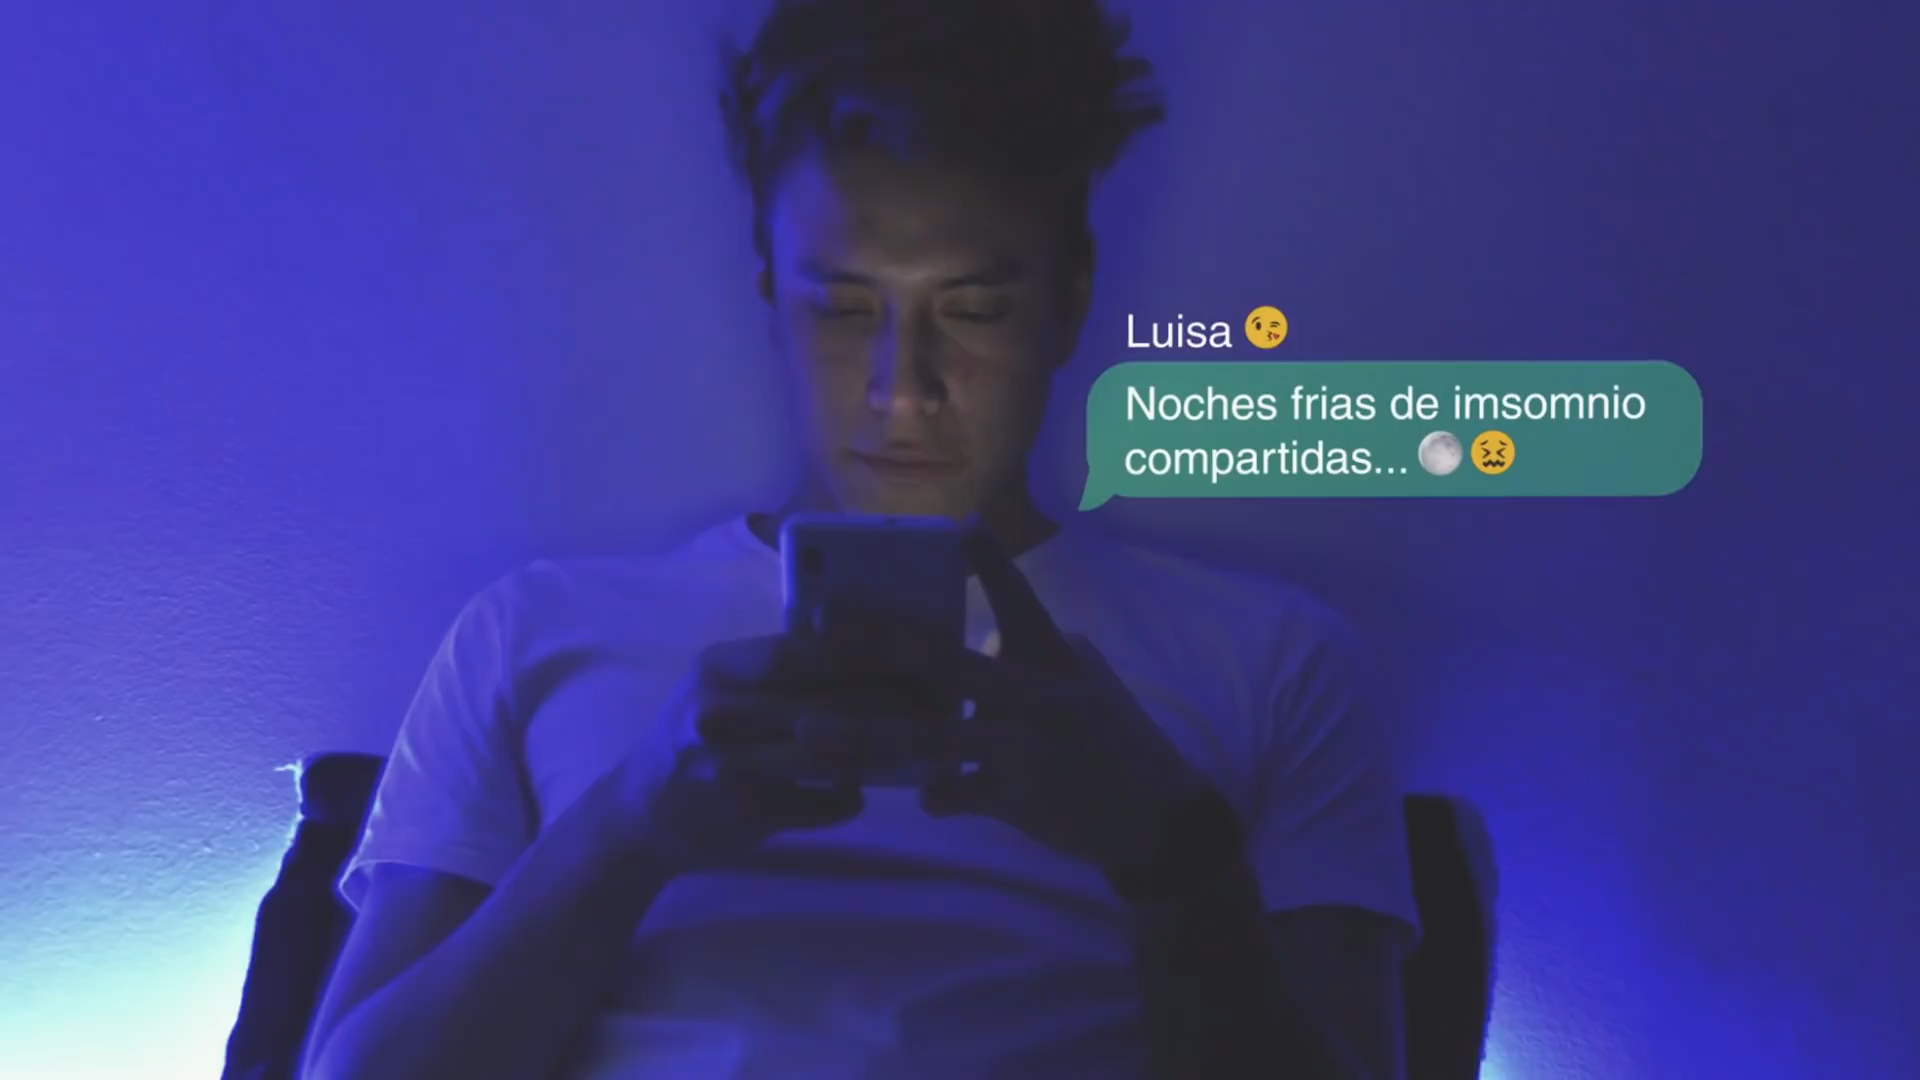 Luisa 😘
Noches frias de imsomnio
compartidas...🌕😖